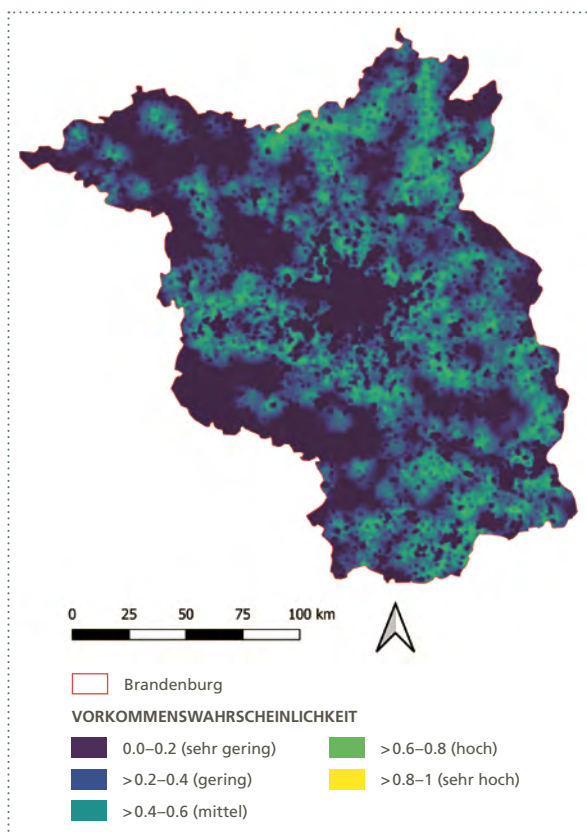 0 25 50 75 100 km
Brandenburg
VORKOMMENSWAHRSCHEINLICHKEIT
0.0–0.2 (sehr gering)
>0.2–0.4 (gering)
>0.4–0.6 (mittel)
>0.6–0.8 (hoch)
>0.8–1 (sehr hoch)